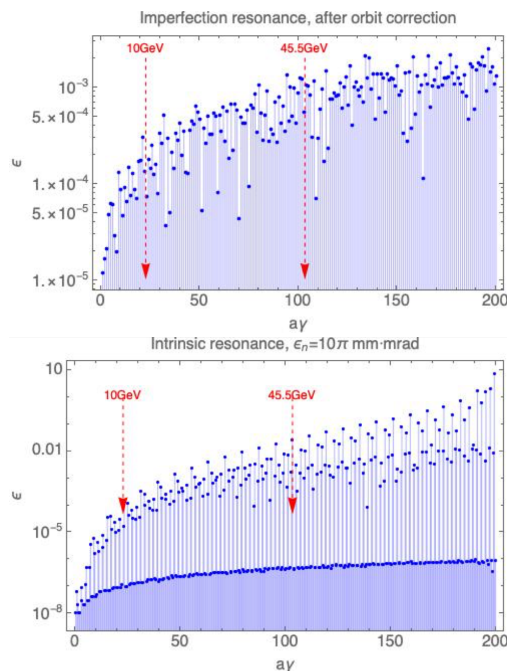 Imperfection resonance, after orbit correction
10GeV
45.5GeV
1.×10⁻³
5.×10⁻⁴
ϵ
1.×10⁻⁴
5.×10⁻⁵
1.×10⁻⁵
0
50
100
150
200
aγ
Intrinsic resonance, ϵₙ=10π mm·mrad
10
10GeV
45.5GeV
0.01
ϵ
10⁻⁵
10⁻⁸
0
50
100
150
200
aγ